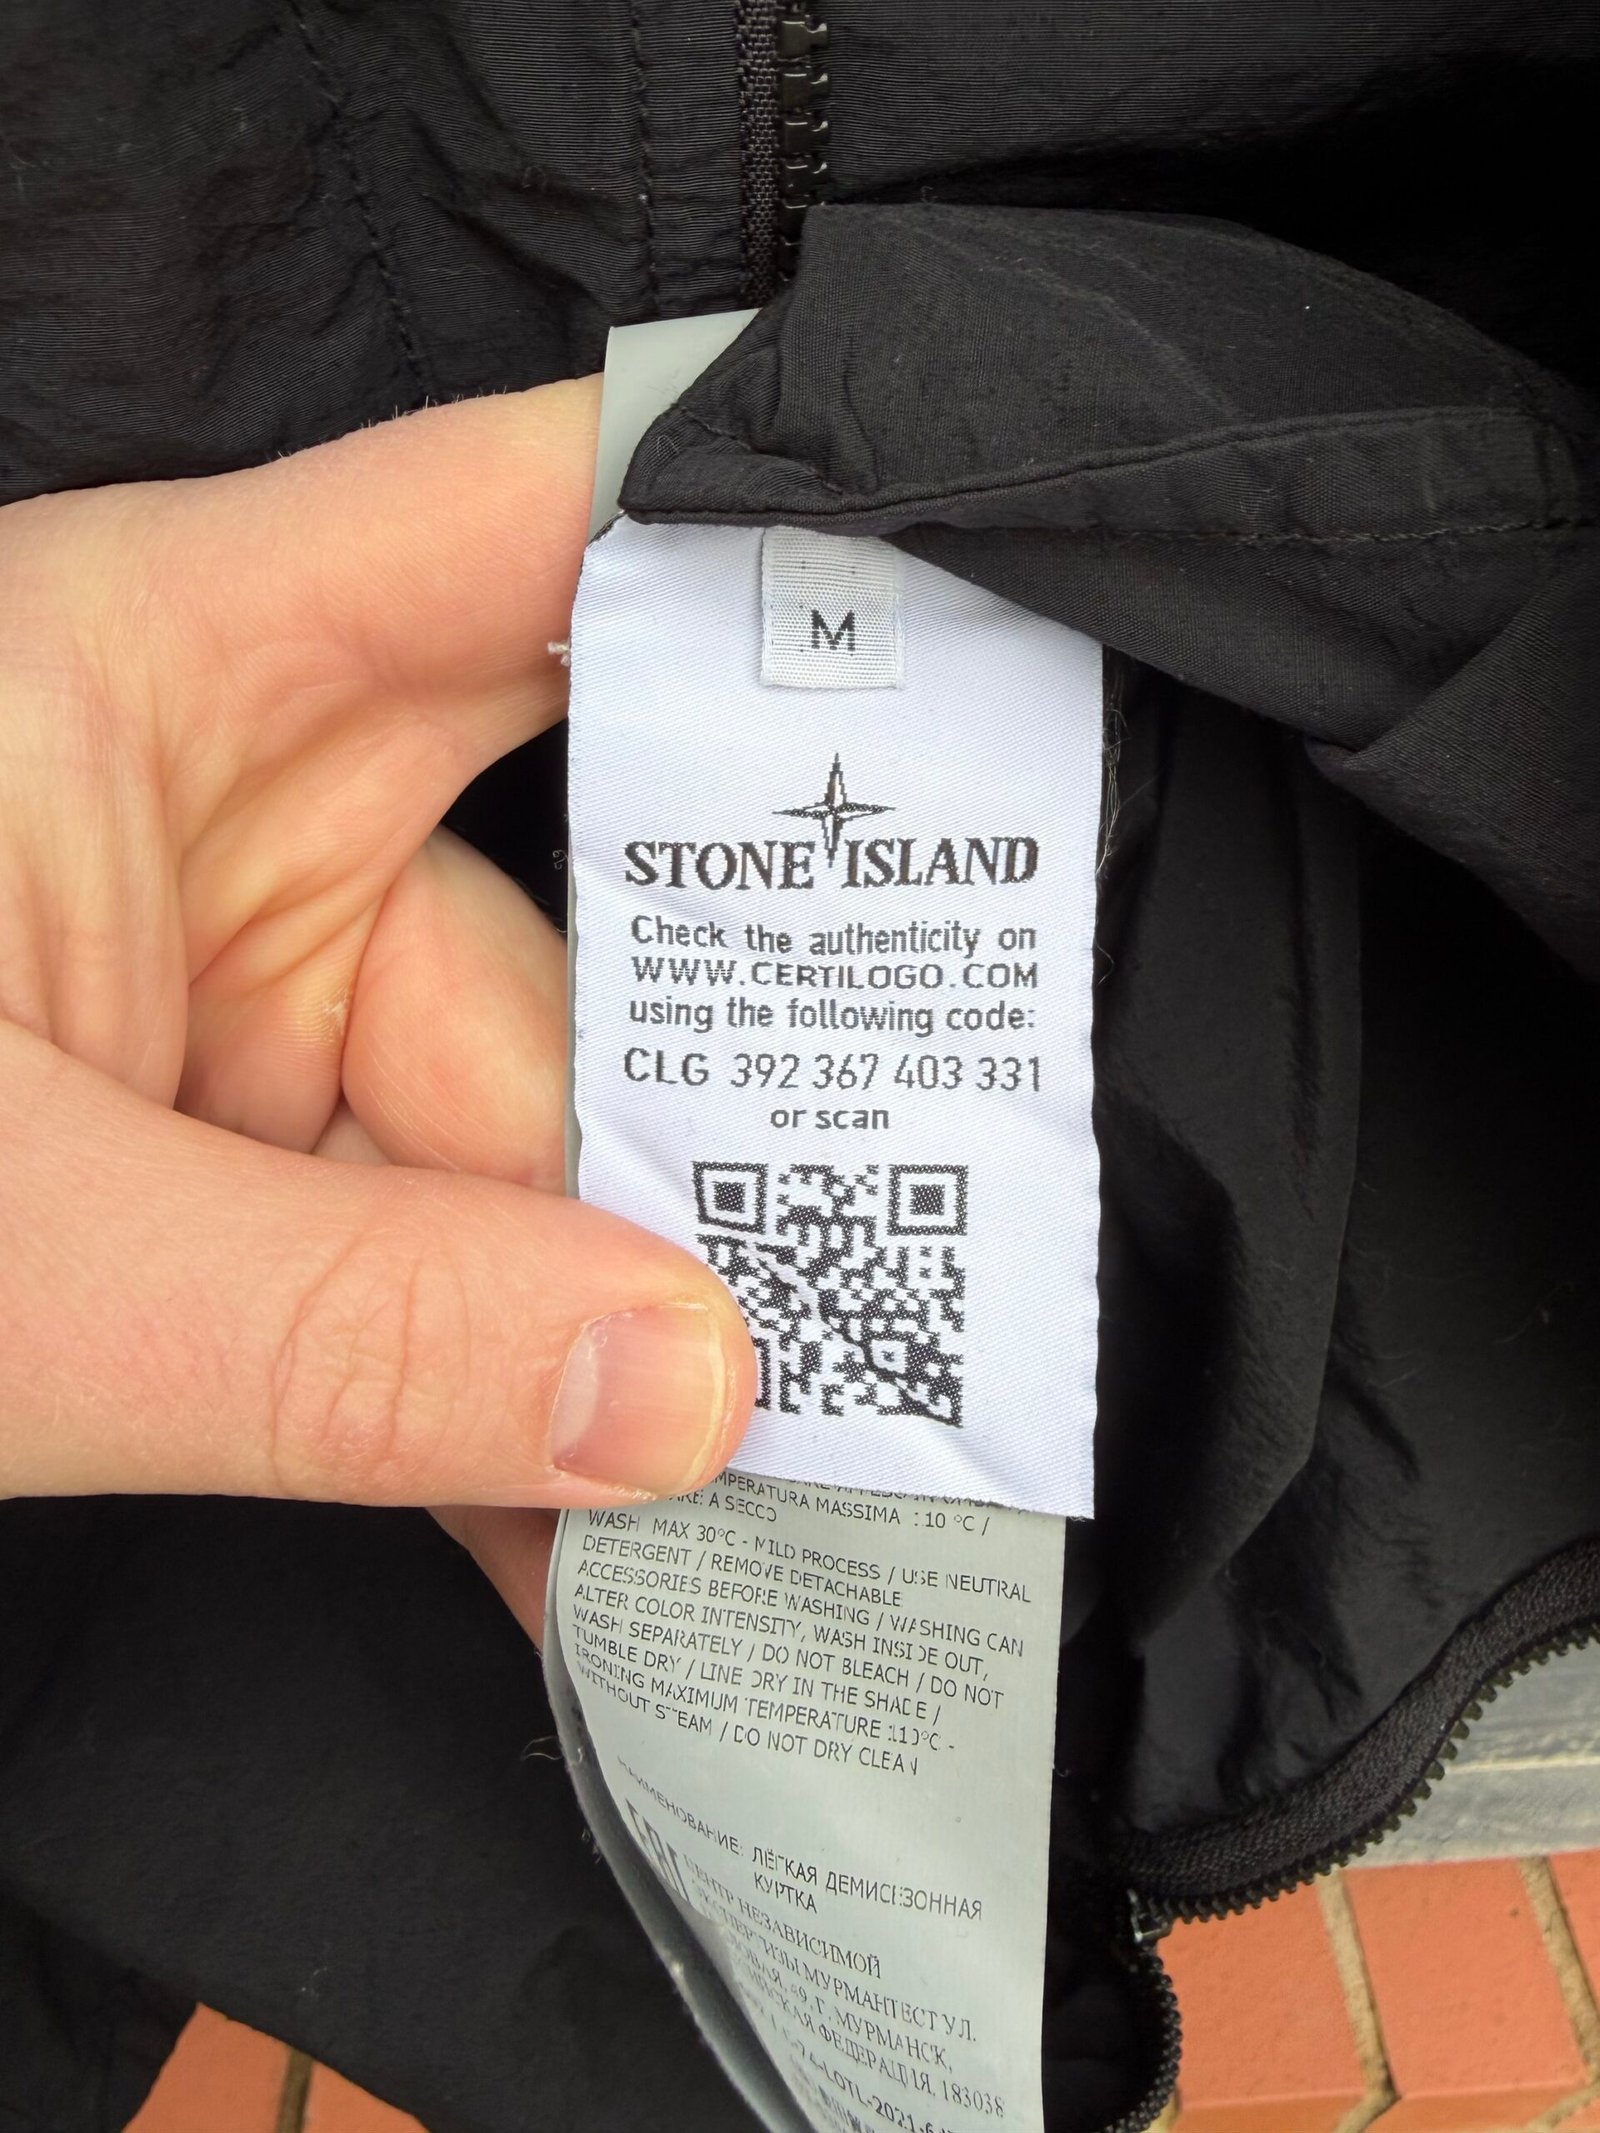 M
STONE ISLAND
Check the authenticity on
WWW.CERTILOGO.COM
using the following code:
CLG 392 367 403 331
or scan
MASSIMA :10 °C /
A SECCO
WASH MAX 30°C - MILD PROCESS / USE NEUTRAL
DETERGENT / REMOVE DETACHABLE
ACCESSORIES BEFORE WASHING / WASHING CAN
ALTER COLOR INTENSITY, WASH INSIDE OUT,
WASH SEPARATELY / DO NOT BLEACH / DO NOT
TUMBLE DRY / LINE DRY IN THE SHADE /
IRONING MAXIMUM TEMPERATURE :110°C -
WITHOUT STEAM / DO NOT DRY CLEAN
НАИМЕНОВАНИЕ: ЛЁГКАЯ ДЕМИСЕЗОННАЯ
КУРТКА
EAC
ЦЕНТР НЕЗАВИСИМОЙ
ЭКСПЕРТИЗЫ МУРМАНТЕСТ УЛ.
49, Г. МУРМАНСК,
ФЕДЕРАЦИЯ, 183038